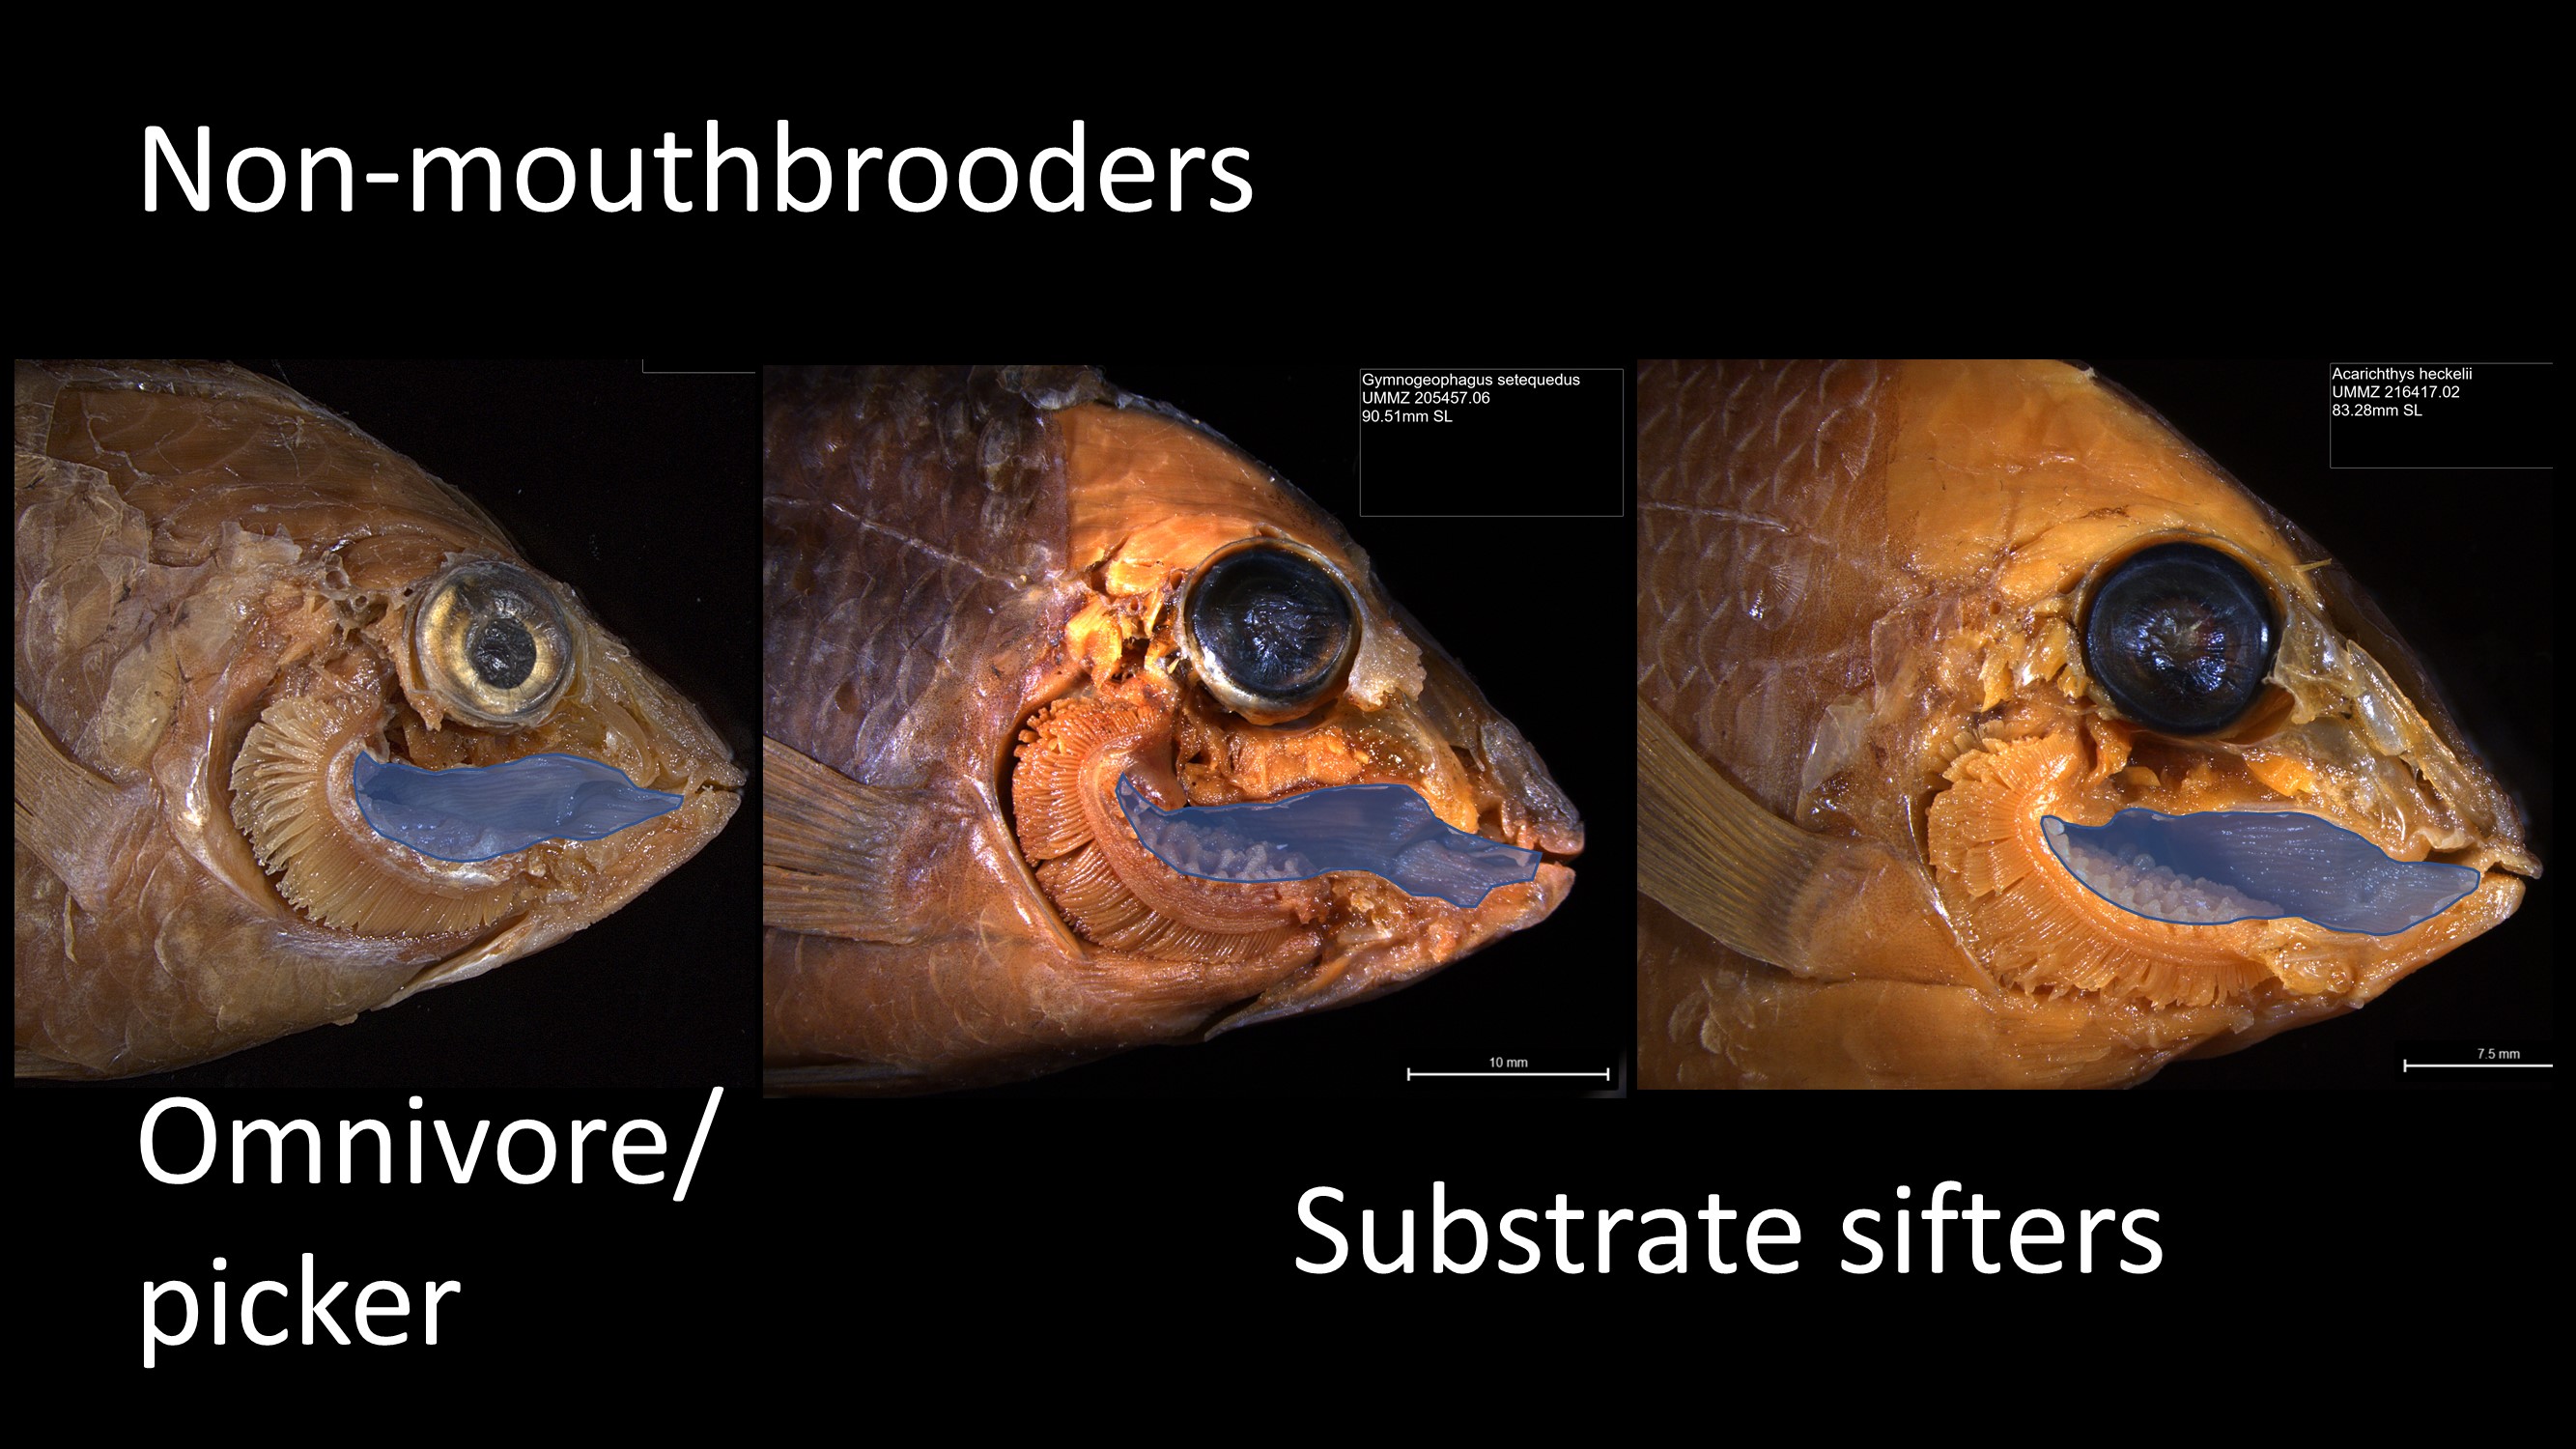 Non-mouthbrooders
Gymnogeophagus setequedus
UMMZ 205457.06
90.51mm SL
Acarichthys heckelii
UMMZ 216417.02
83.28mm SL
10 mm
7.5 mm
Omnivore/
picker
Substrate sifters